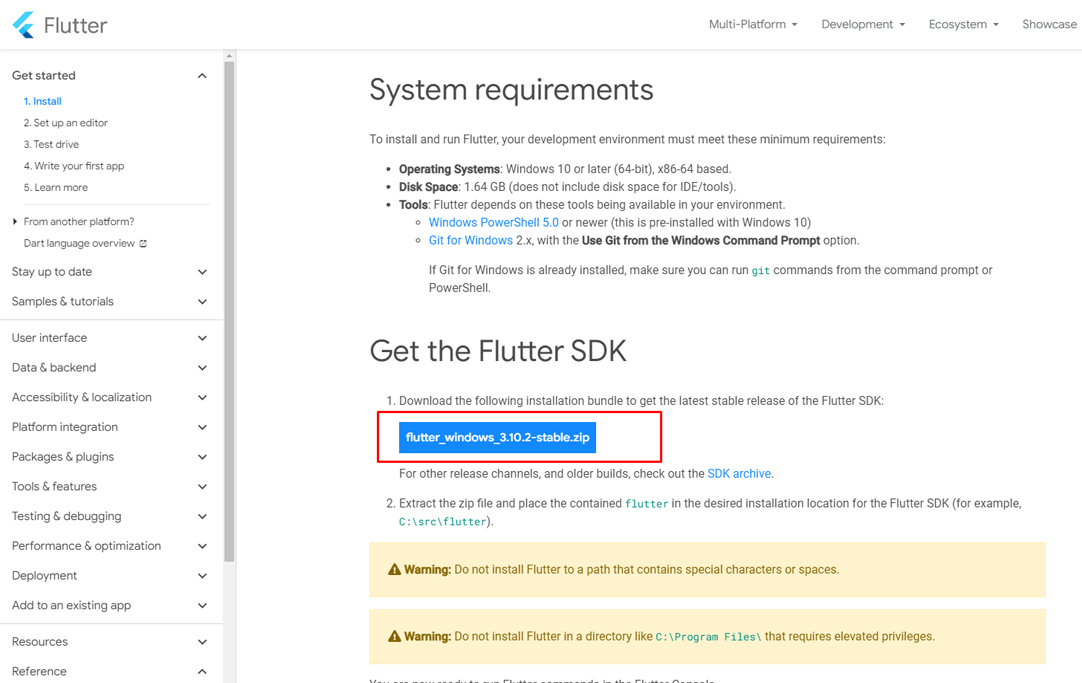 Flutter
Multi-Platform
Development
Ecosystem
Showcase
Get started
1. Install
2. Set up an editor
3. Test drive
4. Write your first app
5. Learn more
From another platform?
Dart language overview
Stay up to date
Samples & tutorials
User interface
Data & backend
Accessibility & localization
Platform integration
Packages & plugins
Tools & features
Testing & debugging
Performance & optimization
Deployment
Add to an existing app
Resources
Reference
System requirements
To install and run Flutter, your development environment must meet these minimum requirements:
• Operating Systems: Windows 10 or later (64-bit), x86-64 based.
• Disk Space: 1.64 GB (does not include disk space for IDE/tools).
• Tools: Flutter depends on these tools being available in your environment.
◦ Windows PowerShell 5.0 or newer (this is pre-installed with Windows 10)
◦ Git for Windows 2.x, with the Use Git from the Windows Command Prompt option.
If Git for Windows is already installed, make sure you can run git commands from the command prompt or
PowerShell.
Get the Flutter SDK
1. Download the following installation bundle to get the latest stable release of the Flutter SDK:
flutter_windows_3.10.2-stable.zip
For other release channels, and older builds, check out the SDK archive.
2. Extract the zip file and place the contained flutter in the desired installation location for the Flutter SDK (for example,
C:\src\flutter).
Warning: Do not install Flutter to a path that contains special characters or spaces.
Warning: Do not install Flutter in a directory like C:\Program Files\ that requires elevated privileges.
You are now ready to run Flutter commands in the Flutter Console.